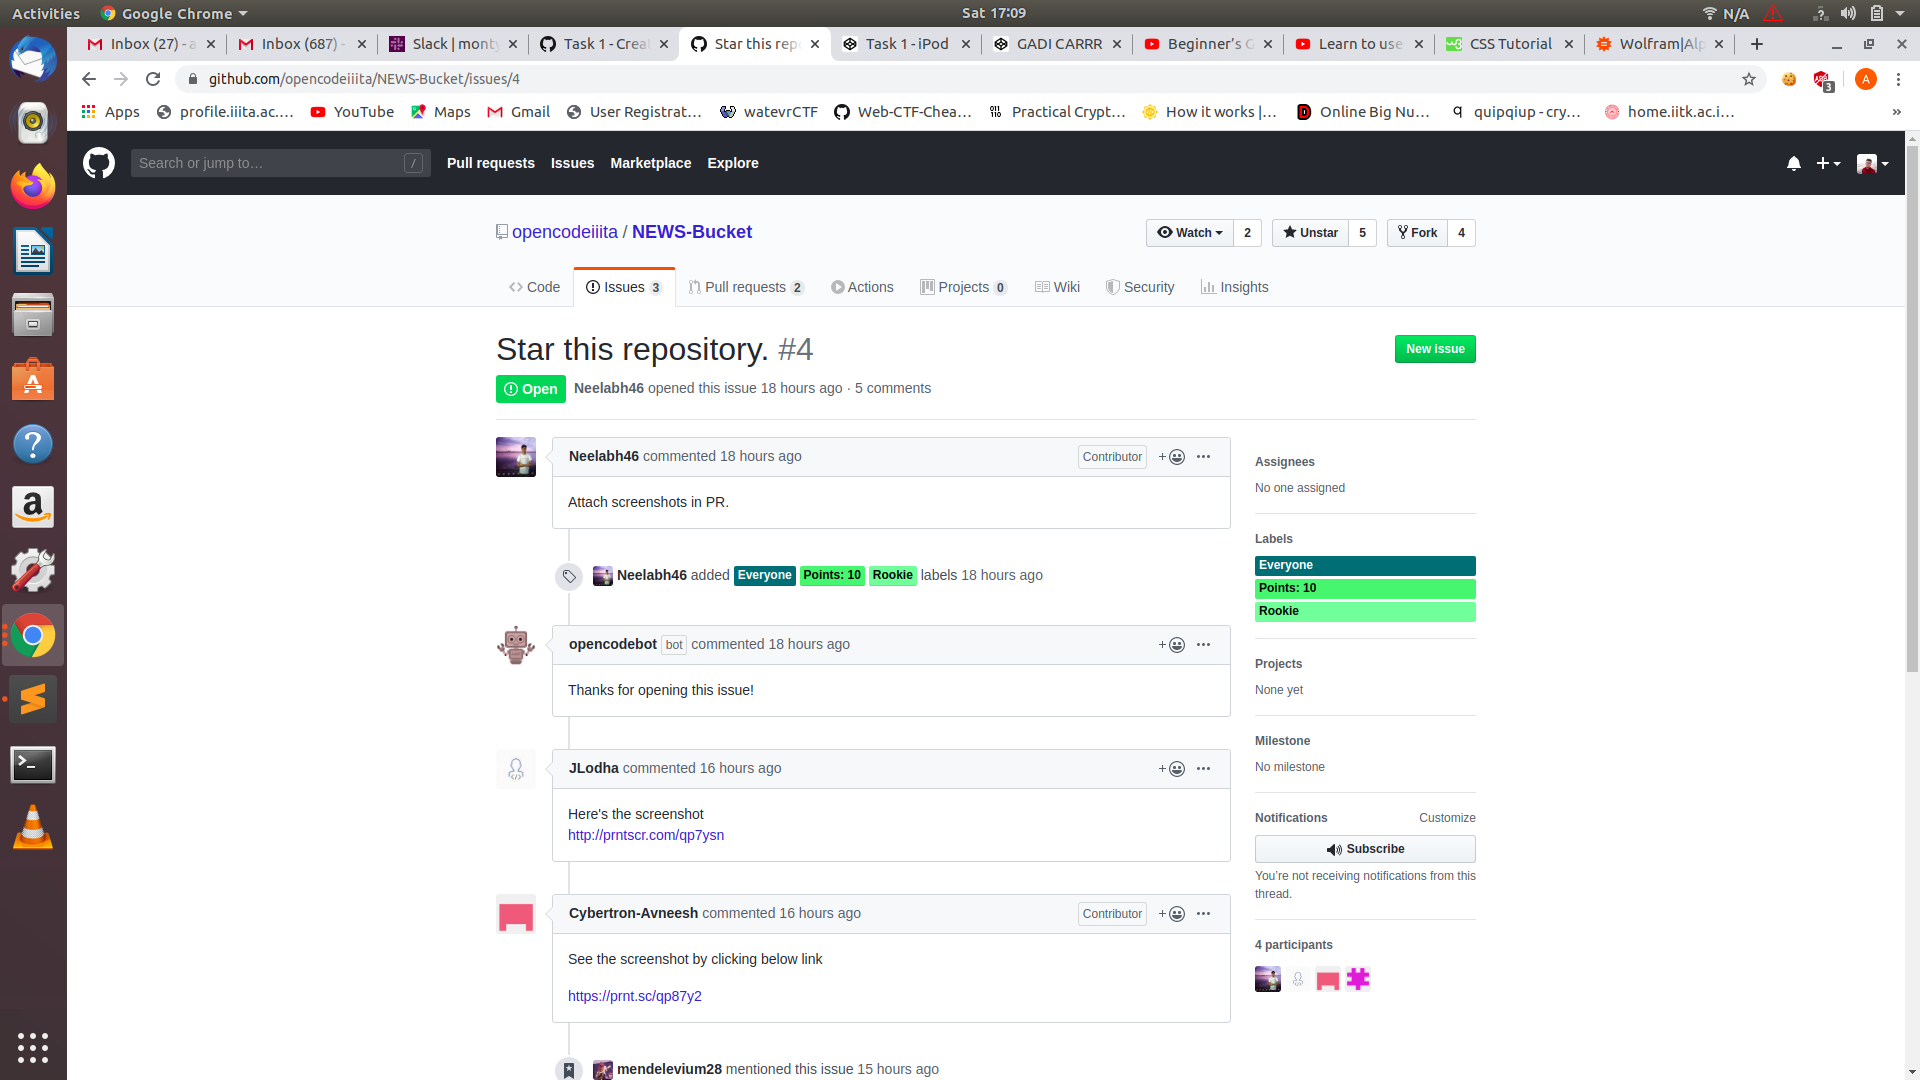 Activities Google Chrome Sat 17:09 N/A
Inbox (27) - a Inbox (687) - Slack | monty Task 1 - Crea Star this repo Task 1 - iPod GADI CARRR Beginner's G Learn to use CSS Tutorial Wolfram|Alp
github.com/opencodeiiita/NEWS-Bucket/issues/4 3 A
Apps profile.iiita.ac.… YouTube Maps Gmail User Registrat… watevrCTF Web-CTF-Chea… Practical Crypt… How it works |… Online Big Nu… quipqiup - cry… home.iitk.ac.i… »
Search or jump to… / Pull requests Issues Marketplace Explore
opencodeiiita / NEWS-Bucket Watch 2 Unstar 5 Fork 4
Code Issues 3 Pull requests 2 Actions Projects 0 Wiki Security Insights
Star this repository. #4 New issue
Open Neelabh46 opened this issue 18 hours ago · 5 comments
Neelabh46 commented 18 hours ago Contributor
Attach screenshots in PR.
Neelabh46 added Everyone Points: 10 Rookie labels 18 hours ago
opencodebot bot commented 18 hours ago
Thanks for opening this issue!
JLodha commented 16 hours ago
Here's the screenshot
http://prntscr.com/qp7ysn
Cybertron-Avneesh commented 16 hours ago Contributor
See the screenshot by clicking below link
https://prnt.sc/qp87y2
mendelevium28 mentioned this issue 15 hours ago
Assignees
No one assigned
Labels
Everyone
Points: 10
Rookie
Projects
None yet
Milestone
No milestone
Notifications Customize
Subscribe
You're not receiving notifications from this
thread.
4 participants